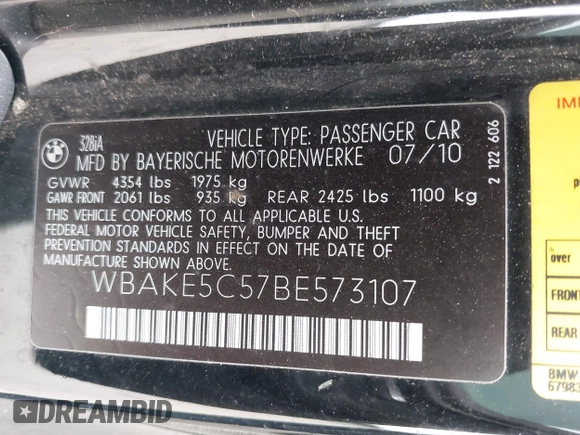 328iA VEHICLE TYPE: PASSENGER CAR
MFD BY BAYERISCHE MOTORENWERKE 07/10
GVWR 4354 lbs 1975 kg
GAWR FRONT 2061 lbs 935 kg REAR 2425 lbs 1100 kg
THIS VEHICLE CONFORMS TO ALL APPLICABLE U.S.
FEDERAL MOTOR VEHICLE SAFETY, BUMPER AND THEFT
PREVENTION STANDARDS IN EFFECT ON THE DATE OF
MANUFACTURE SHOWN ABOVE.
WBAKE5C57BE573107
2 122 606
over
FRONT
REAR
BMW
DREAMBID